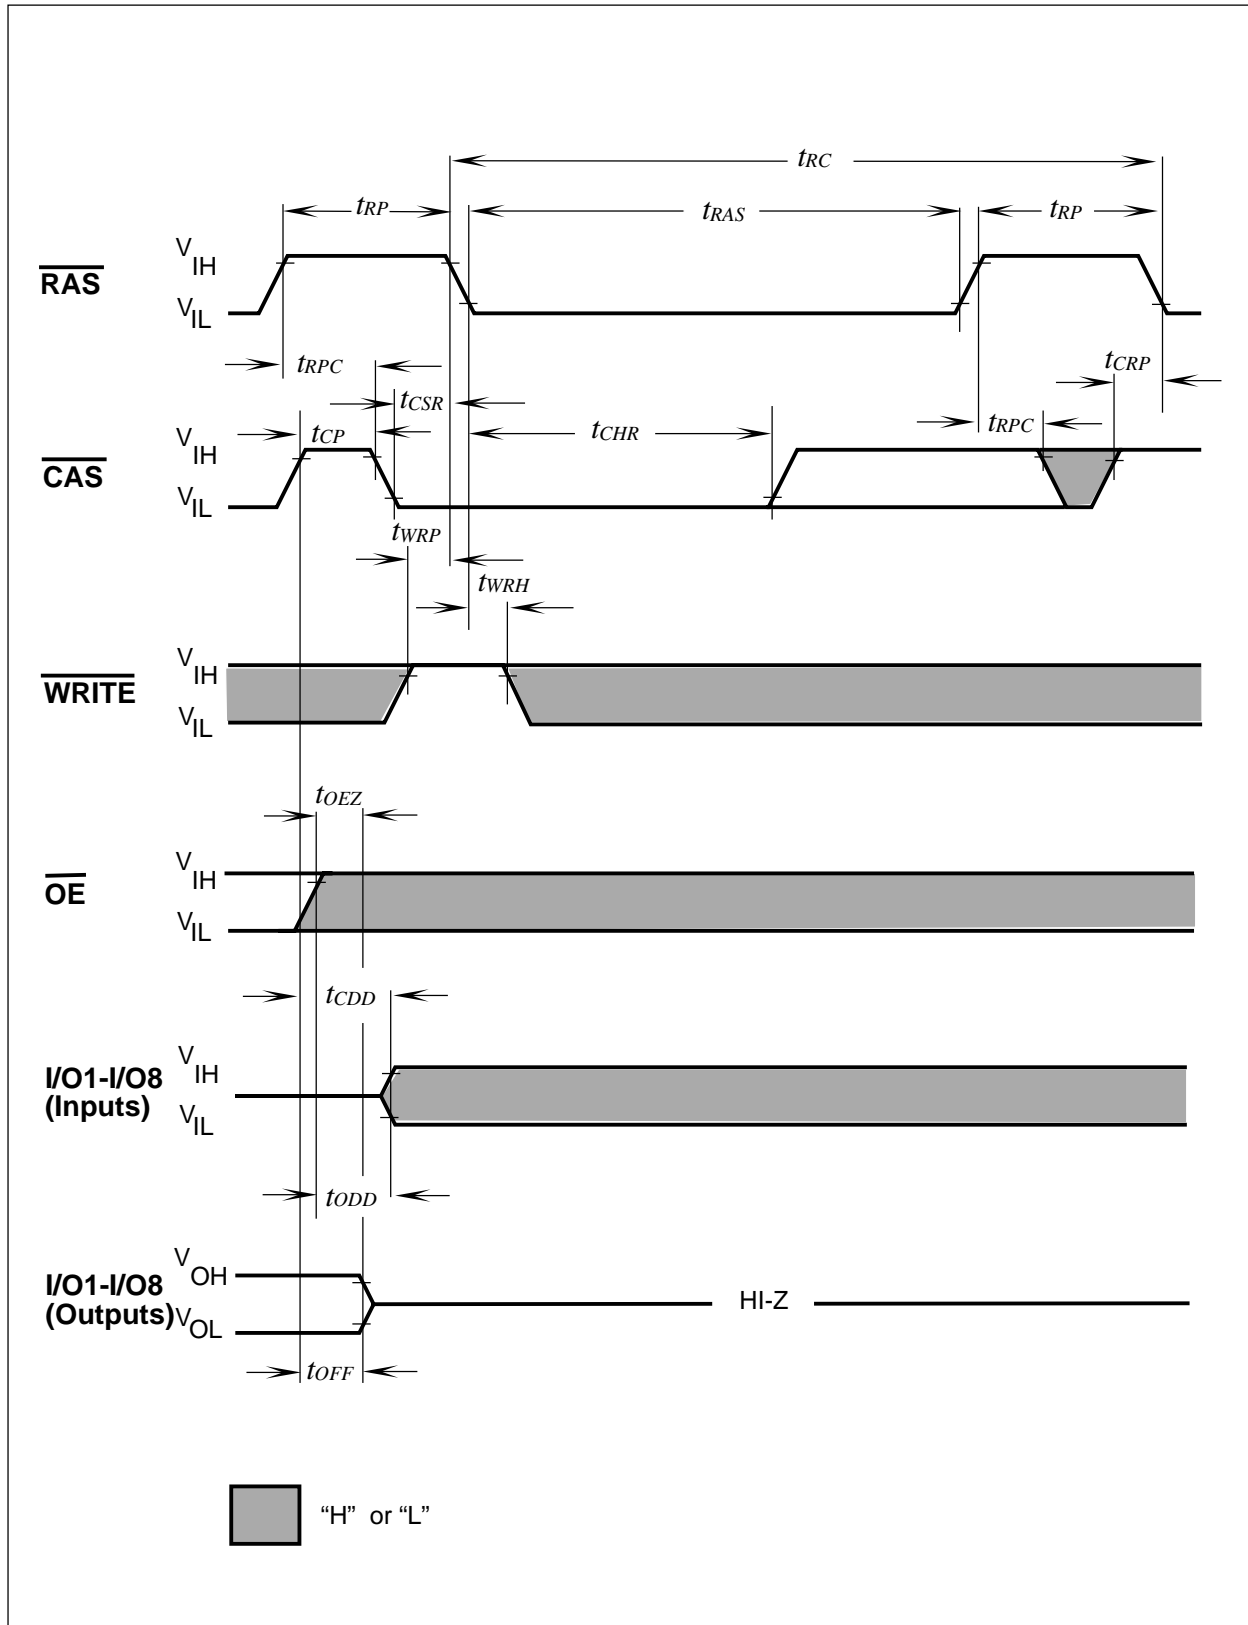 tRC
tRP
tRAS
tRP
RAS
VIH
VIL
tRPC
tCRP
tCSR
tRPC
tCP
tCHR
CAS
VIH
VIL
tWRP
tWRH
WRITE
VIH
VIL
tOEZ
OE
VIH
VIL
tCDD
I/O1-I/O8
(Inputs)
VIH
VIL
tODD
I/O1-I/O8
(Outputs)
VOH
VOL
HI-Z
tOFF
“H” or “L”